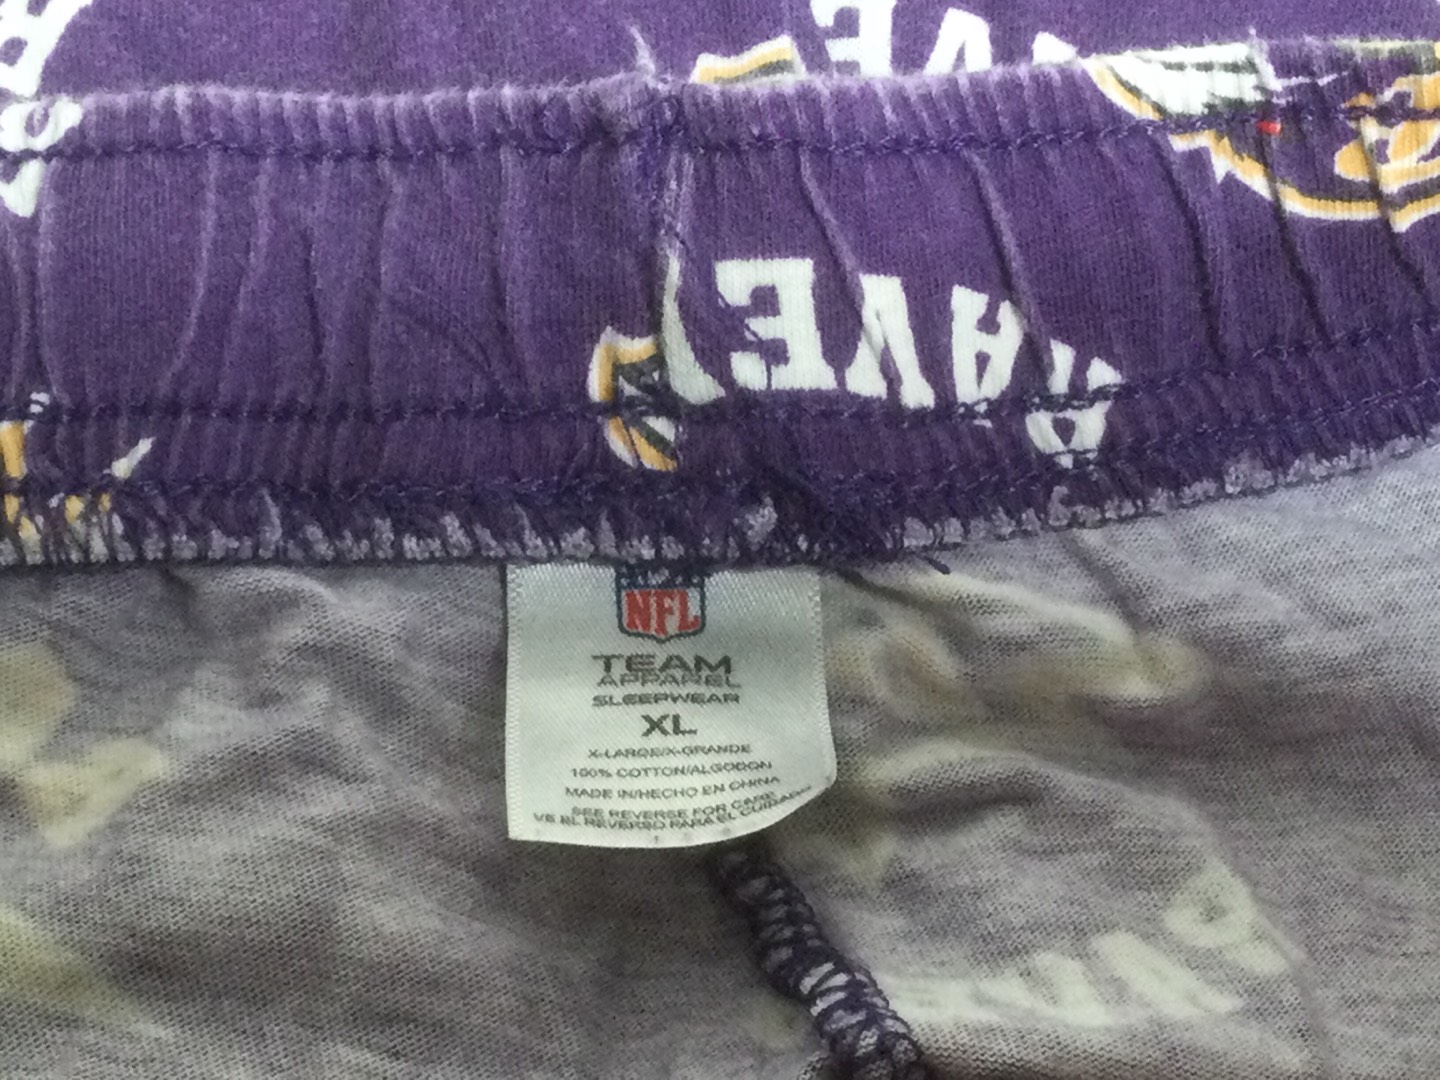 AVE
RAVE
NFL
TEAM
APPAREL
SLEEPWEAR
XL
X-LARGE/X-GRANDE
100% COTTON/ALGODON
MADE IN/HECHO EN CHINA
SEE REVERSE FOR CARE
VE EL REVERSO PARA EL CUIDADO